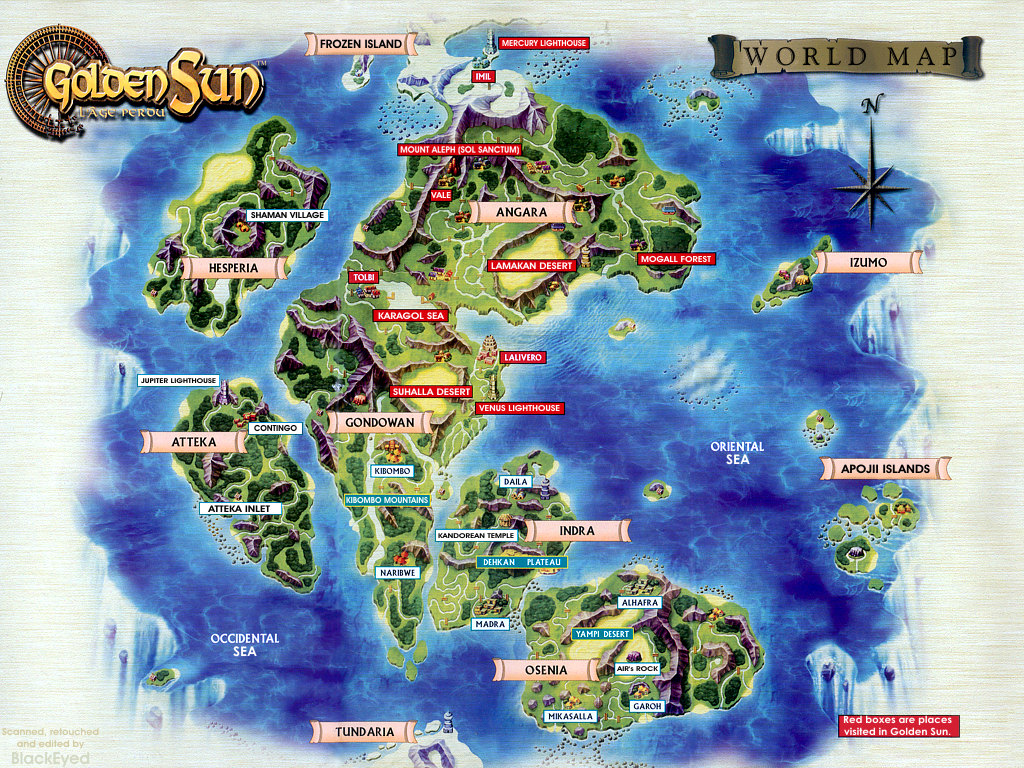 Golden Sun™
L'AGE PERDU
WORLD MAP
N
FROZEN ISLAND
MERCURY LIGHTHOUSE
IMIL
MOUNT ALEPH (SOL SANCTUM)
VALE
ANGARA
SHAMAN VILLAGE
HESPERIA
LAMAKAN DESERT
MOGALL FOREST
IZUMO
TOLBI
KARAGOL SEA
LALIVERO
JUPITER LIGHTHOUSE
SUHALLA DESERT
VENUS LIGHTHOUSE
GONDOWAN
CONTINGO
ATTEKA
ORIENTAL
SEA
APOJII ISLANDS
KIBOMBO
DAILA
KIBOMBO MOUNTAINS
ATTEKA INLET
KANDOREAN TEMPLE
INDRA
DEHKAN PLATEAU
NARIBWE
ALHAFRA
MADRA
YAMPI DESERT
OCCIDENTAL
SEA
OSENIA
AIR's ROCK
GAROH
MIKASALLA
TUNDARIA
Red boxes are places
visited in Golden Sun.
Scanned, retouched
and edited by
BlackEyed